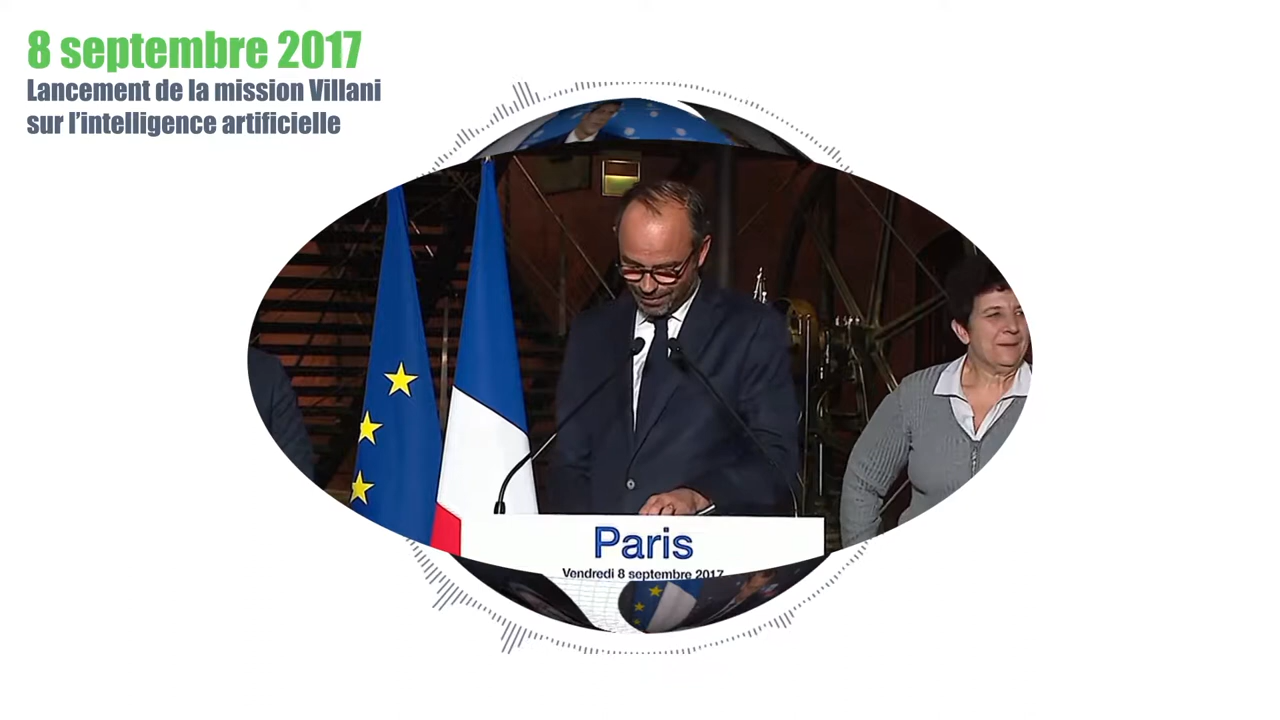 8 septembre 2017
Lancement de la mission Villani
sur l'intelligence artificielle
Paris
Vendredi 8 septembre 2017